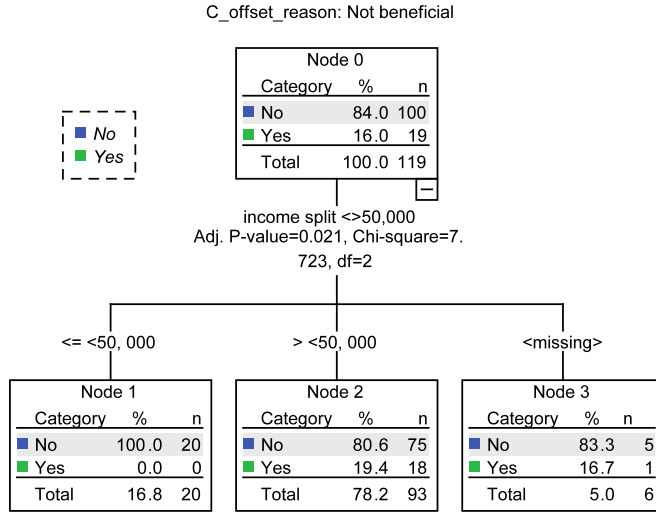 C_offset_reason: Not beneficial
Node 0
Category % n
No 84.0 100
Yes 16.0 19
Total 100.0 119
No
Yes
income split <>50,000
Adj. P-value=0.021, Chi-square=7.
723, df=2
<= <50, 000
> <50, 000
<missing>
Node 1
Category % n
No 100.0 20
Yes 0.0 0
Total 16.8 20
Node 2
Category % n
No 80.6 75
Yes 19.4 18
Total 78.2 93
Node 3
Category % n
No 83.3 5
Yes 16.7 1
Total 5.0 6